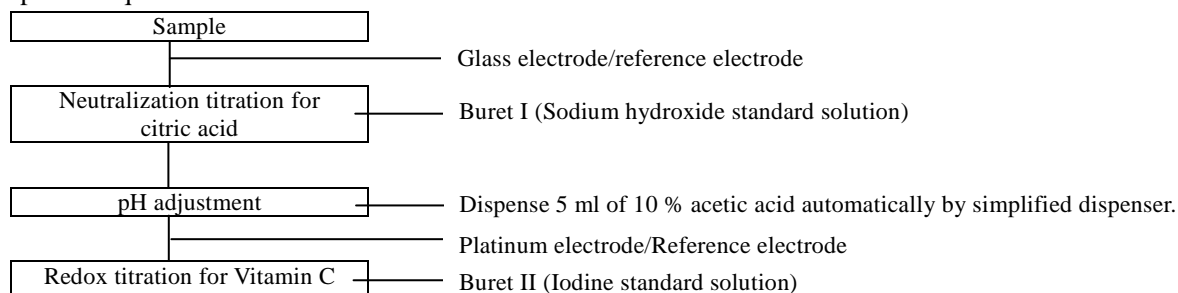 Sample
Glass electrode/reference electrode
Neutralization titration for
citric acid
Buret I (Sodium hydroxide standard solution)
pH adjustment
Dispense 5 ml of 10 % acetic acid automatically by simplified dispenser.
Platinum electrode/Reference electrode
Redox titration for Vitamin C
Buret II (Iodine standard solution)